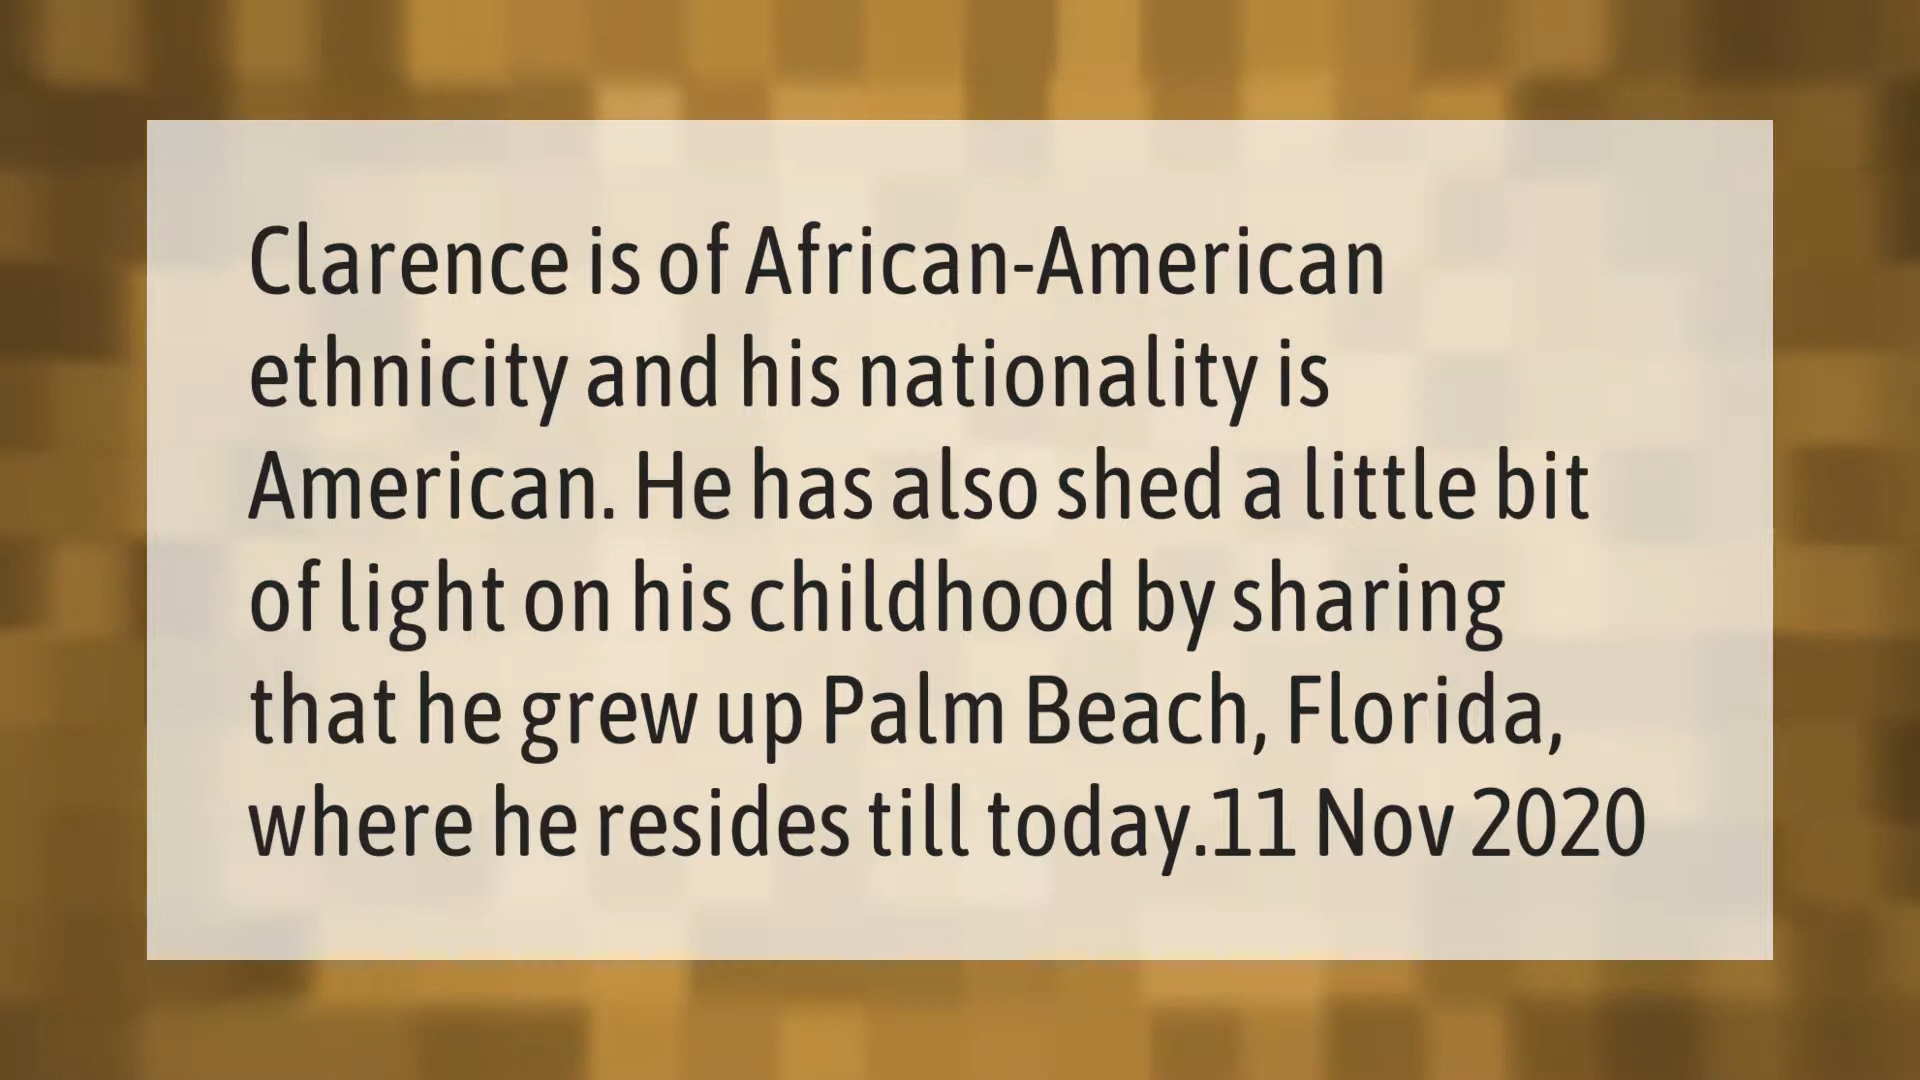 Clarence is of African-American
ethnicity and his nationality is
American. He has also shed a little bit
of light on his childhood by sharing
that he grew up Palm Beach, Florida,
where he resides till today.11 Nov 2020